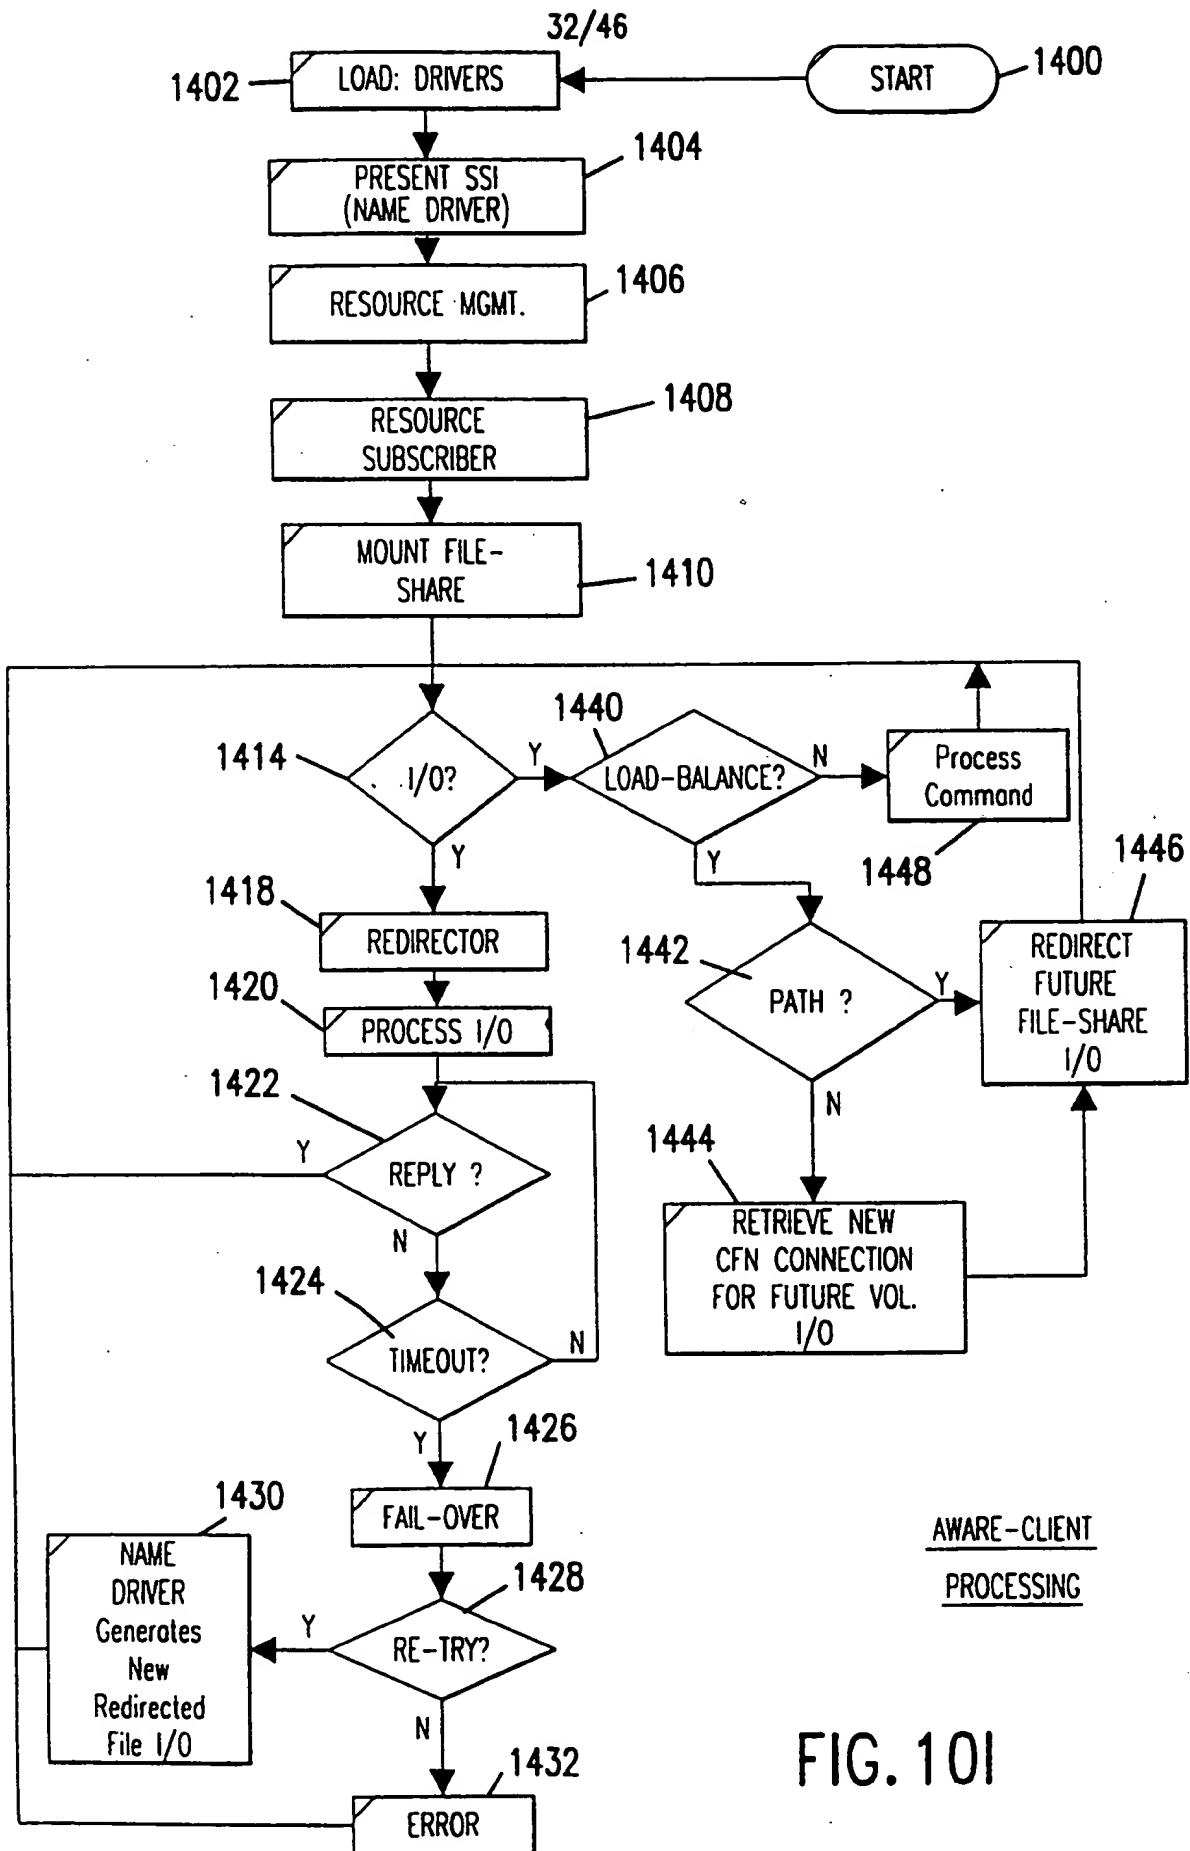 32/46
1402
LOAD: DRIVERS
START
1400
1404
PRESENT SSI
(NAME DRIVER)
RESOURCE MGMT.
1406
1408
RESOURCE
SUBSCRIBER
MOUNT FILE-
SHARE
1410
1414
I/O?
Y
Y
1440
LOAD-BALANCE?
N
Y
Process
Command
1448
1446
REDIRECT
FUTURE
FILE-SHARE
I/O
1418
REDIRECTOR
1442
PATH ?
Y
N
1420
PROCESS I/O
1422
REPLY ?
Y
N
1444
RETRIEVE NEW
CFN CONNECTION
FOR FUTURE VOL.
I/O
1424
TIMEOUT?
N
Y
1426
FAIL-OVER
1430
NAME
DRIVER
Generates
New
Redirected
File I/O
1428
RE-TRY?
Y
N
1432
ERROR
AWARE-CLIENT
PROCESSING
FIG. 10I